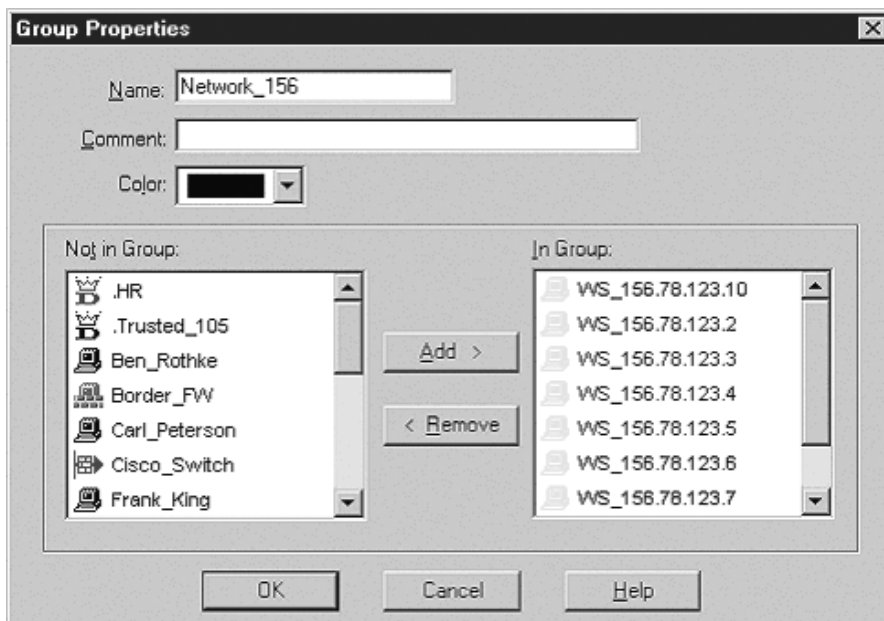 Group Properties
Name: Network_156
Comment:
Color:
Not in Group:
.HR
.Trusted_105
Ben_Rothke
Border_FW
Carl_Peterson
Cisco_Switch
Frank_King
Add >
< Remove
In Group:
WS_156.78.123.10
WS_156.78.123.2
WS_156.78.123.3
WS_156.78.123.4
WS_156.78.123.5
WS_156.78.123.6
WS_156.78.123.7
OK Cancel Help